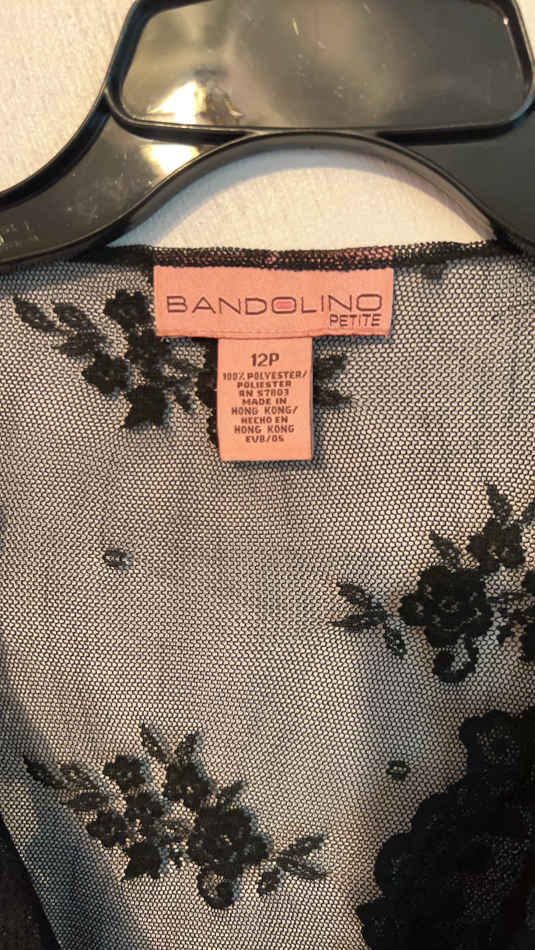 BANDOLINO
PETITE
12P
100% POLYESTER/
POLIESTER
RN 57803
MADE IN
HONG KONG/
HECHO EN
HONG KONG
EVB/05